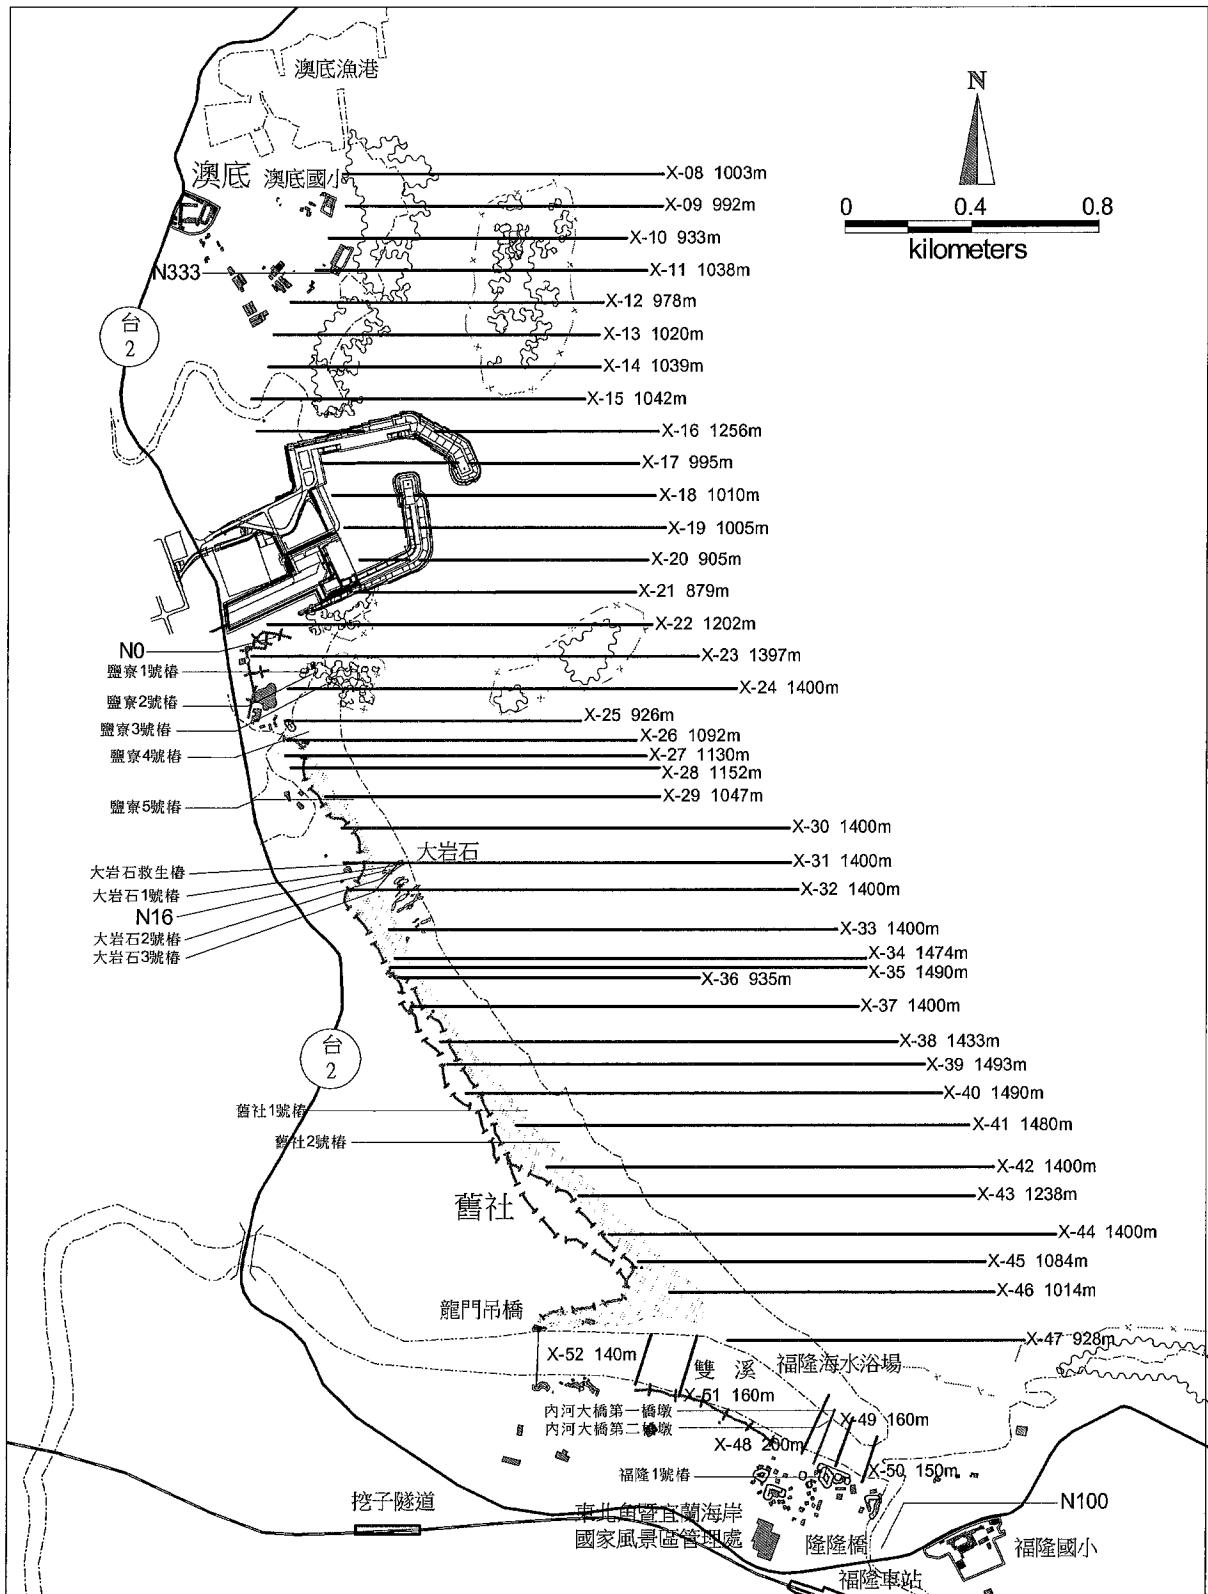 澳底漁港
N
澳底 澳底國小
X-08 1003m
0 0.4 0.8
kilometers
X-09 992m
X-10 933m
N333
X-11 1038m
X-12 978m
台
2
X-13 1020m
X-14 1039m
X-15 1042m
X-16 1256m
X-17 995m
X-18 1010m
X-19 1005m
X-20 905m
X-21 879m
X-22 1202m
N0
X-23 1397m
鹽寮1號樁
X-24 1400m
鹽寮2號樁
X-25 926m
鹽寮3號樁
X-26 1092m
鹽寮4號樁
X-27 1130m
X-28 1152m
X-29 1047m
鹽寮5號樁
X-30 1400m
大岩石
X-31 1400m
大岩石救生樁
X-32 1400m
大岩石1號樁
N16
X-33 1400m
大岩石2號樁
大岩石3號樁
X-34 1474m
X-35 1490m
X-36 935m
X-37 1400m
X-38 1433m
台
2
X-39 1493m
X-40 1490m
舊社1號樁
X-41 1480m
舊社2號樁
X-42 1400m
X-43 1238m
舊社
X-44 1400m
X-45 1084m
X-46 1014m
龍門吊橋
X-47 928m
X-52 140m
雙 溪
福隆海水浴場
X-51 160m
內河大橋第一橋墩
X-49 160m
內河大橋第二橋墩
X-48 200m
福隆1號樁
X-50 150m
挖子隧道
N100
東北角暨宜蘭海岸
國家風景區管理處
隆隆橋
福隆國小
福隆車站